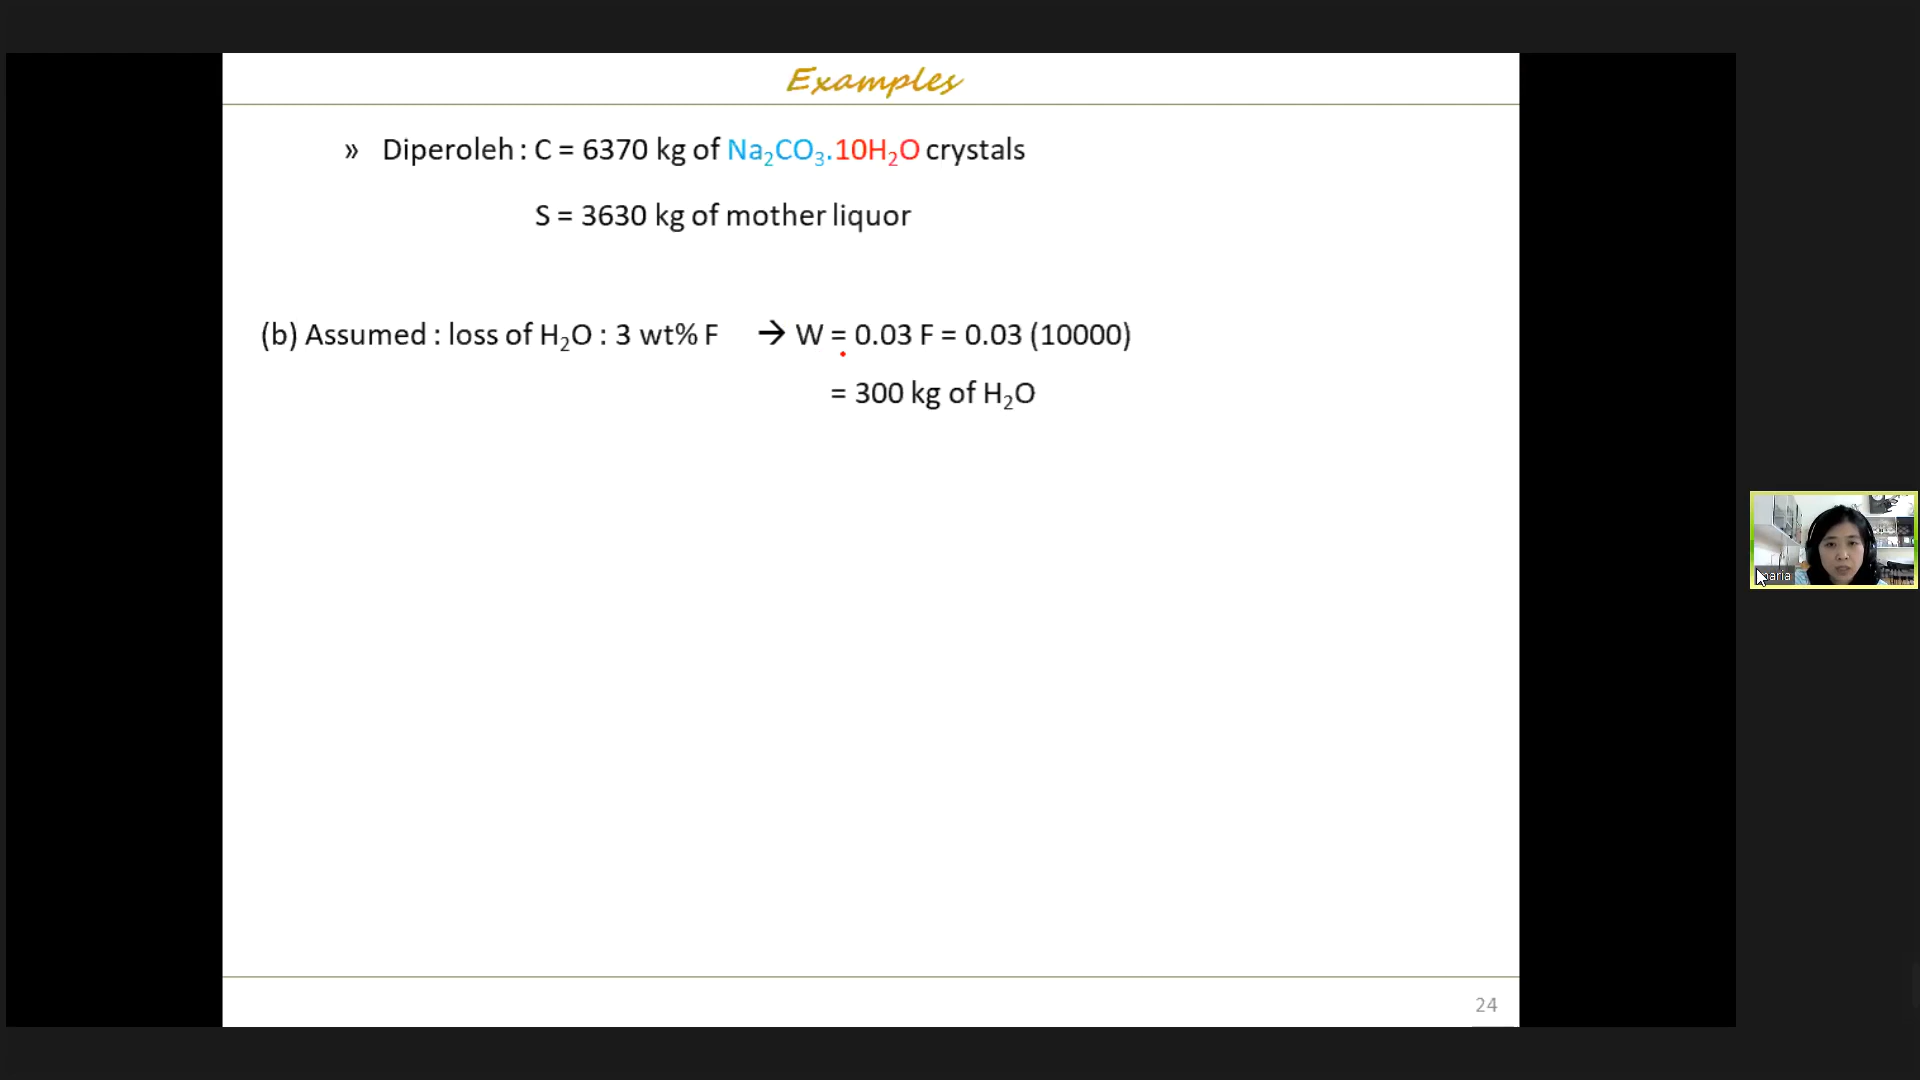 Examples
» Diperoleh : C = 6370 kg of Na₂CO₃.10H₂O crystals
S = 3630 kg of mother liquor
(b) Assumed : loss of H₂O : 3 wt% F → W = 0.03 F = 0.03 (10000)
= 300 kg of H₂O
24